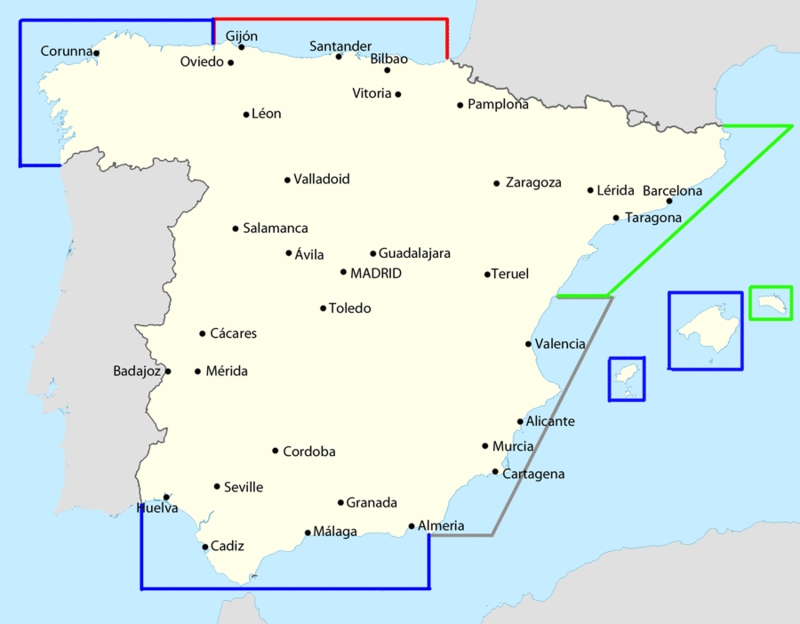 Gijón
Corunna
Santander
Oviedo
Bilbao
Vitoria
Pamplona
Léon
Valladoid
Zaragoza
Lérida
Barcelona
Taragona
Salamanca
Ávila
Guadalajara
MADRID
Teruel
Toledo
Cácares
Valencia
Badajoz
Mérida
Alicante
Murcia
Cordoba
Cartagena
Seville
Huelva
Granada
Almeria
Málaga
Cadiz